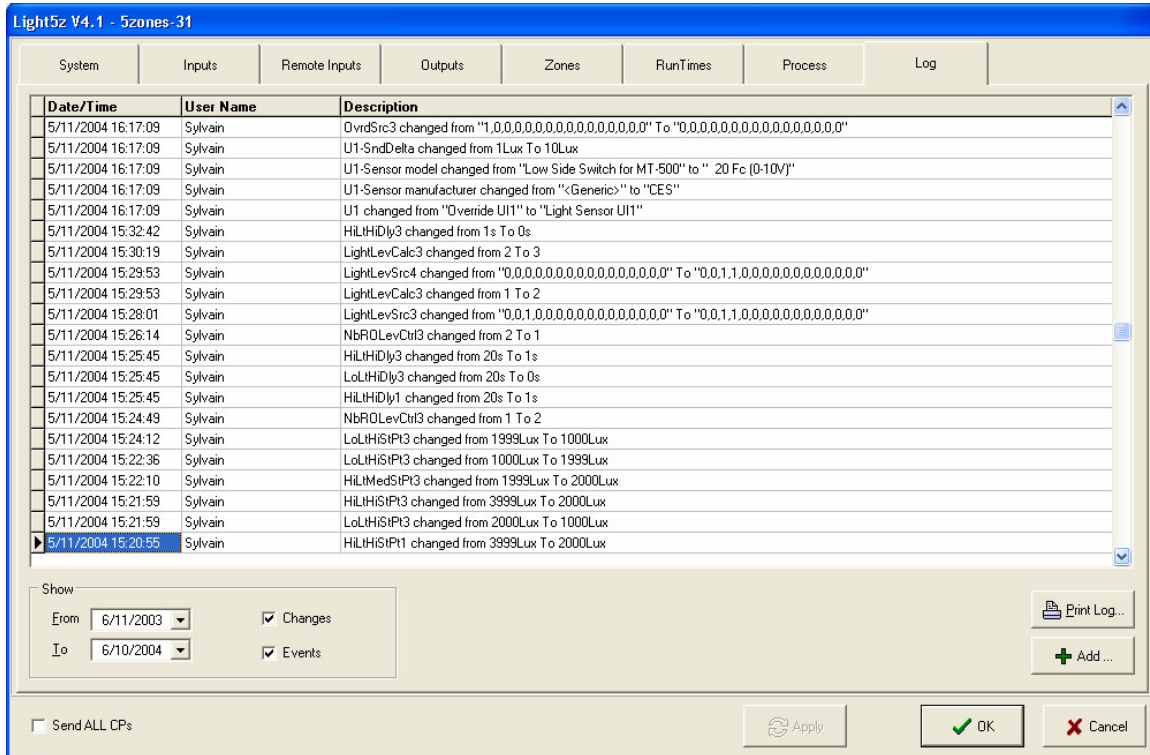 Light5z V4.1 - 5zones-31
System Inputs Remote Inputs Outputs Zones RunTimes Process Log
Date/Time User Name Description
5/11/2004 16:17:09 Sylvain OvrdSrc3 changed from "1,0,0,0,0,0,0,0,0,0,0,0,0,0,0,0" To "0,0,0,0,0,0,0,0,0,0,0,0,0,0,0,0"
5/11/2004 16:17:09 Sylvain U1-SndDelta changed from 1Lux To 10Lux
5/11/2004 16:17:09 Sylvain U1-Sensor model changed from "Low Side Switch for MT-500" to "  20 Fc (0-10V)"
5/11/2004 16:17:09 Sylvain U1-Sensor manufacturer changed from "<Generic>" to "CES"
5/11/2004 16:17:09 Sylvain U1 changed from "Override UI1" to "Light Sensor UI1"
5/11/2004 15:32:42 Sylvain HiLtHiDly3 changed from 1s To 0s
5/11/2004 15:30:19 Sylvain LightLevCalc3 changed from 2 To 3
5/11/2004 15:29:53 Sylvain LightLevSrc4 changed from "0,0,0,0,0,0,0,0,0,0,0,0,0,0,0,0" To "0,0,1,1,0,0,0,0,0,0,0,0,0,0,0,0"
5/11/2004 15:29:53 Sylvain LightLevCalc3 changed from 1 To 2
5/11/2004 15:28:01 Sylvain LightLevSrc3 changed from "0,0,1,0,0,0,0,0,0,0,0,0,0,0,0,0" To "0,0,1,1,0,0,0,0,0,0,0,0,0,0,0,0"
5/11/2004 15:26:14 Sylvain NbROLevCtrl3 changed from 2 To 1
5/11/2004 15:25:45 Sylvain HiLtHiDly3 changed from 20s To 1s
5/11/2004 15:25:45 Sylvain LoLtHiDly3 changed from 20s To 0s
5/11/2004 15:25:45 Sylvain HiLtHiDly1 changed from 20s To 1s
5/11/2004 15:24:49 Sylvain NbROLevCtrl3 changed from 1 To 2
5/11/2004 15:24:12 Sylvain LoLtHiStPt3 changed from 1999Lux To 1000Lux
5/11/2004 15:22:36 Sylvain LoLtHiStPt3 changed from 1000Lux To 1999Lux
5/11/2004 15:22:10 Sylvain HiLtMedStPt3 changed from 1999Lux To 2000Lux
5/11/2004 15:21:59 Sylvain HiLtHiStPt3 changed from 3999Lux To 2000Lux
5/11/2004 15:21:59 Sylvain LoLtHiStPt3 changed from 2000Lux To 1000Lux
5/11/2004 15:20:55 Sylvain HiLtHiStPt1 changed from 3999Lux To 2000Lux
Show
From 6/11/2003 Changes
To 6/10/2004 Events
Print Log...
Add ...
Send ALL CPs Apply OK Cancel